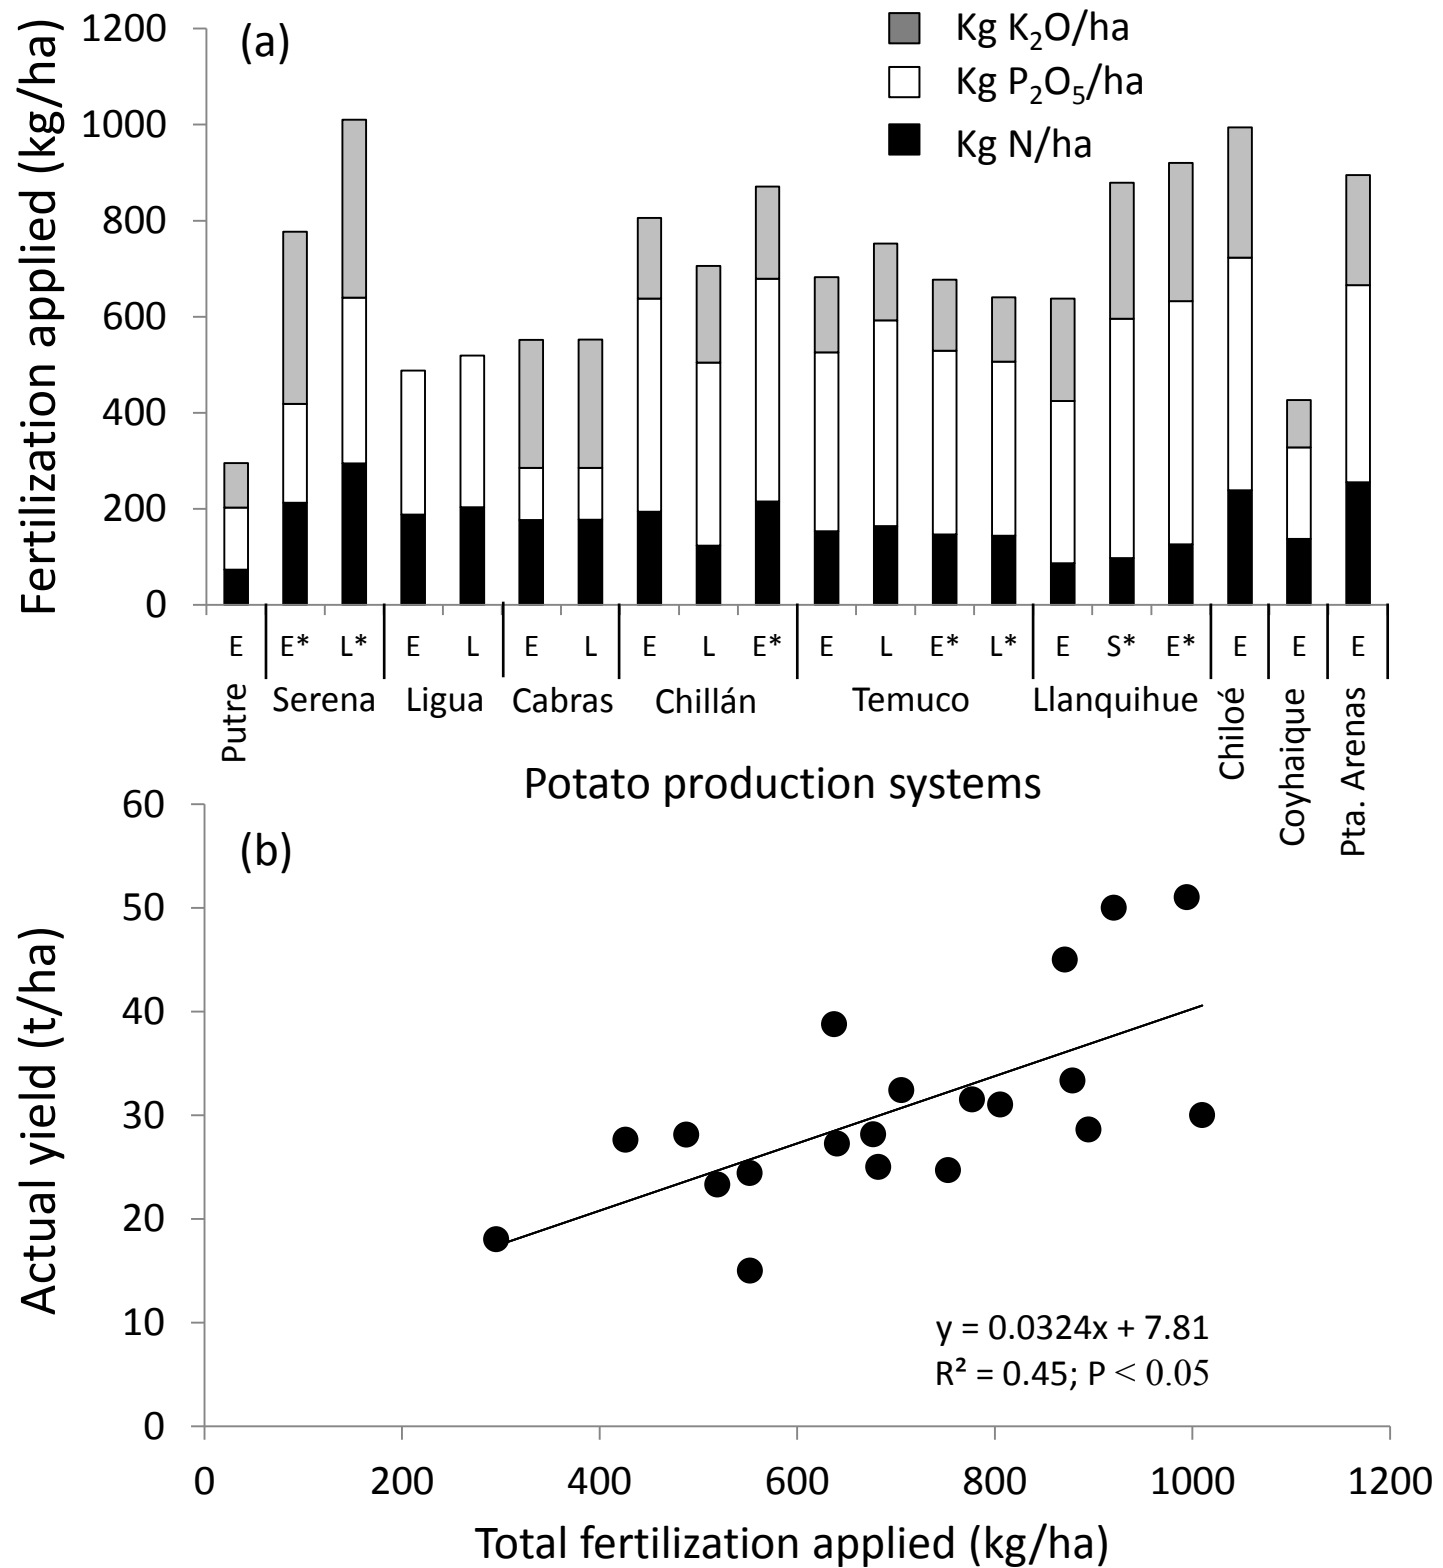 (a)
Kg K₂O/ha
Kg P₂O₅/ha
Kg N/ha
Fertilization applied (kg/ha)
1200
1000
800
600
400
200
0
E E* L* E L E L E L E* E L E* L* E S* E* E E E
Putre Serena Ligua Cabras Chillán Temuco Llanquihue Chiloé Coyhaique Pta. Arenas
Potato production systems
(b)
Actual yield (t/ha)
60
50
40
30
20
10
0
y = 0.0324x + 7.81
R² = 0.45; P < 0.05
0 200 400 600 800 1000 1200
Total fertilization applied (kg/ha)